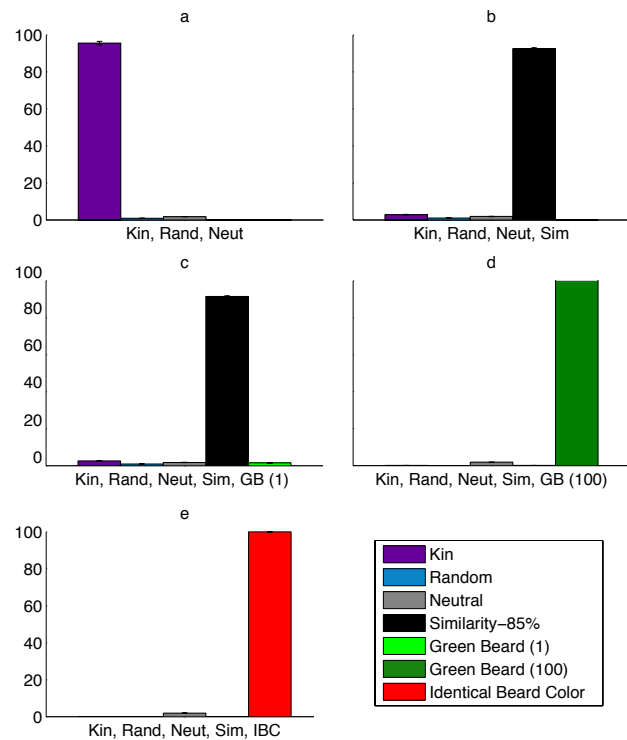 a
b
100
80
60
40
20
0
Kin, Rand, Neut
Kin, Rand, Neut, Sim
c
d
100
80
60
40
20
0
Kin, Rand, Neut, Sim, GB (1)
Kin, Rand, Neut, Sim, GB (100)
e
100
80
60
40
20
0
Kin, Rand, Neut, Sim, IBC
Kin
Random
Neutral
Similarity−85%
Green Beard (1)
Green Beard (100)
Identical Beard Color